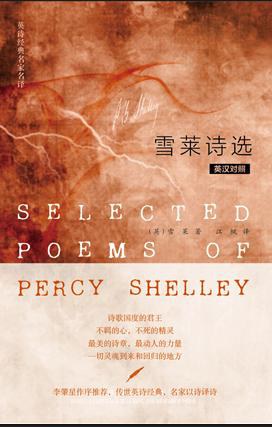 英诗经典名家名译
P B Shelley
雪莱诗选
英汉对照
SELECTED
(英)雪莱著 江枫译
POEMS OF
PERCY SHELLEY
诗歌国度的君王
不羁的心，不死的精灵
最美的诗章，最动人的力量
一切灵魂到来和回归的地方
李肇星作序推荐，传世英诗经典，名家以诗译诗